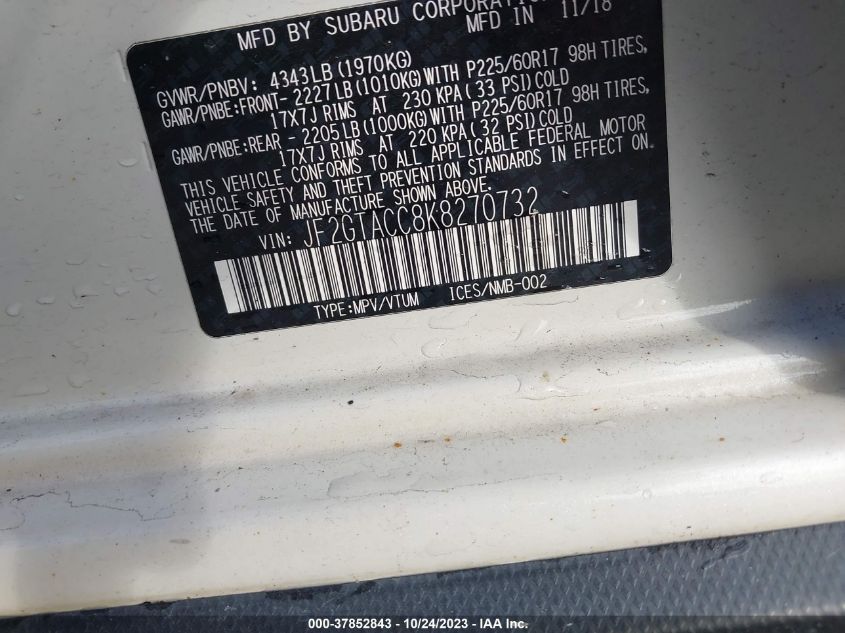 MFD BY SUBARU CORPORATION
MFD IN 11/18
GVWR/PNBV: 4343LB(1970KG)
GAWR/PNBE:FRONT-2227LB(1010KG)WITH P225/60R17 98H TIRES,
17X7J RIMS AT 230 KPA(33 PSI)COLD
GAWR/PNBE:REAR -2205LB(1000KG)WITH P225/60R17 98H TIRES,
17X7J RIMS AT 220 KPA(32 PSI)COLD
THIS VEHICLE CONFORMS TO ALL APPLICABLE FEDERAL MOTOR
VEHICLE SAFETY AND THEFT PREVENTION STANDARDS IN EFFECT ON
THE DATE OF MANUFACTURE SHOWN ABOVE.
VIN: JF2GTACC8K8270732
TYPE:MPV/VTUM ICES/NMB-002
000-37852843 - 10/24/2023 - © IAA Inc.